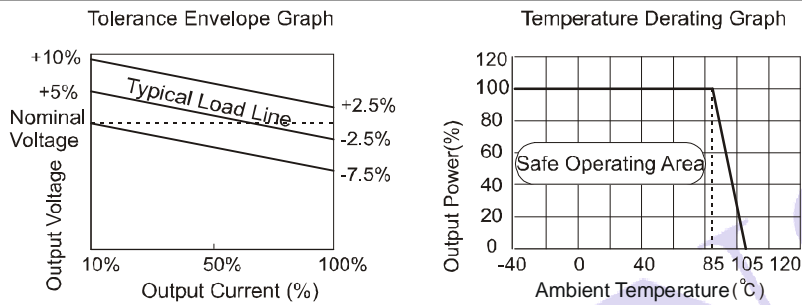 Tolerance Envelope Graph
+10%
+5%
Nominal
Voltage
Typical Load Line
+2.5%
-2.5%
-7.5%
Output Voltage
10%
50%
100%
Output Current (%)
Temperature Derating Graph
120
100
80
60
40
20
0
Output Power(%)
Safe Operating Area
-40
0
40
85
105
120
Ambient Temperature(℃)